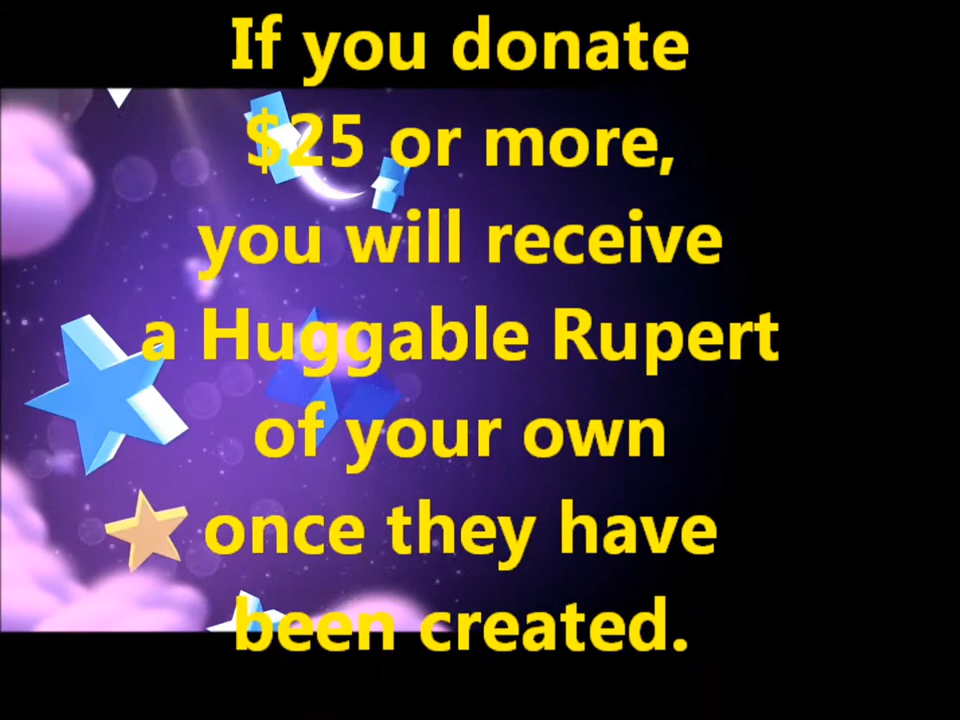 If you donate
$25 or more,
you will receive
a Huggable Rupert
of your own
once they have
been created.